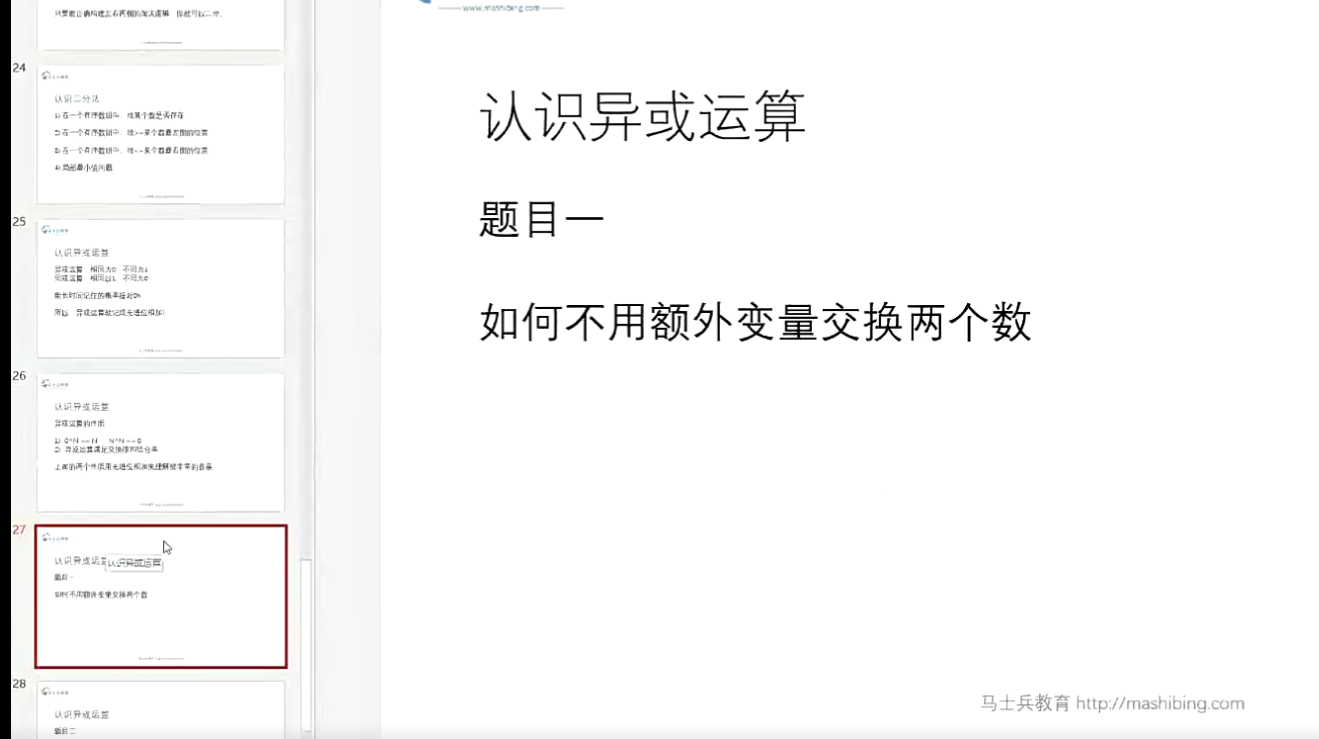 只要能正确构建左右两侧的淘汰逻辑，你就可以二分。
24
认识二分法
1) 在一个有序数组中，找某个数是否存在
2) 在一个有序数组中，找>=某个数最左侧的位置
3) 在一个有序数组中，找<=某个数最右侧的位置
4) 局部最小值问题
25
认识异或运算
异或运算：相同为0，不同为1
同或运算：相同以1，不同为0
能长时间记住的概率接近0%
所以，异或运算就记成无进位相加!
26
认识异或运算
异或运算的性质
1) 0^N == N N^N == 0
2) 异或运算满足交换律和结合率
上面的两个性质用无进位相加来理解就非常的容易
27
认识异或运算
认识异或运算
题目一
如何不用额外变量交换两个数
28
认识异或运算
题目二
www.mashibing.com
认识异或运算
题目一
如何不用额外变量交换两个数
马士兵教育 http://mashibing.com